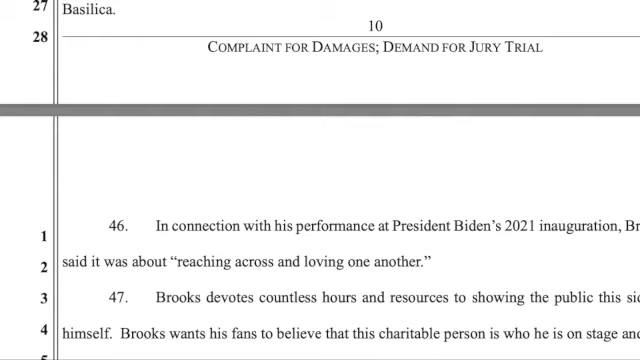 27 Basilica.
10
28
COMPLAINT FOR DAMAGES; DEMAND FOR JURY TRIAL
46. In connection with his performance at President Biden’s 2021 inauguration,
1
2 said it was about “reaching across and loving one another.”
3 47. Brooks devotes countless hours and resources to showing the public this
4 himself. Brooks wants his fans to believe that this charitable person is who he is on stage